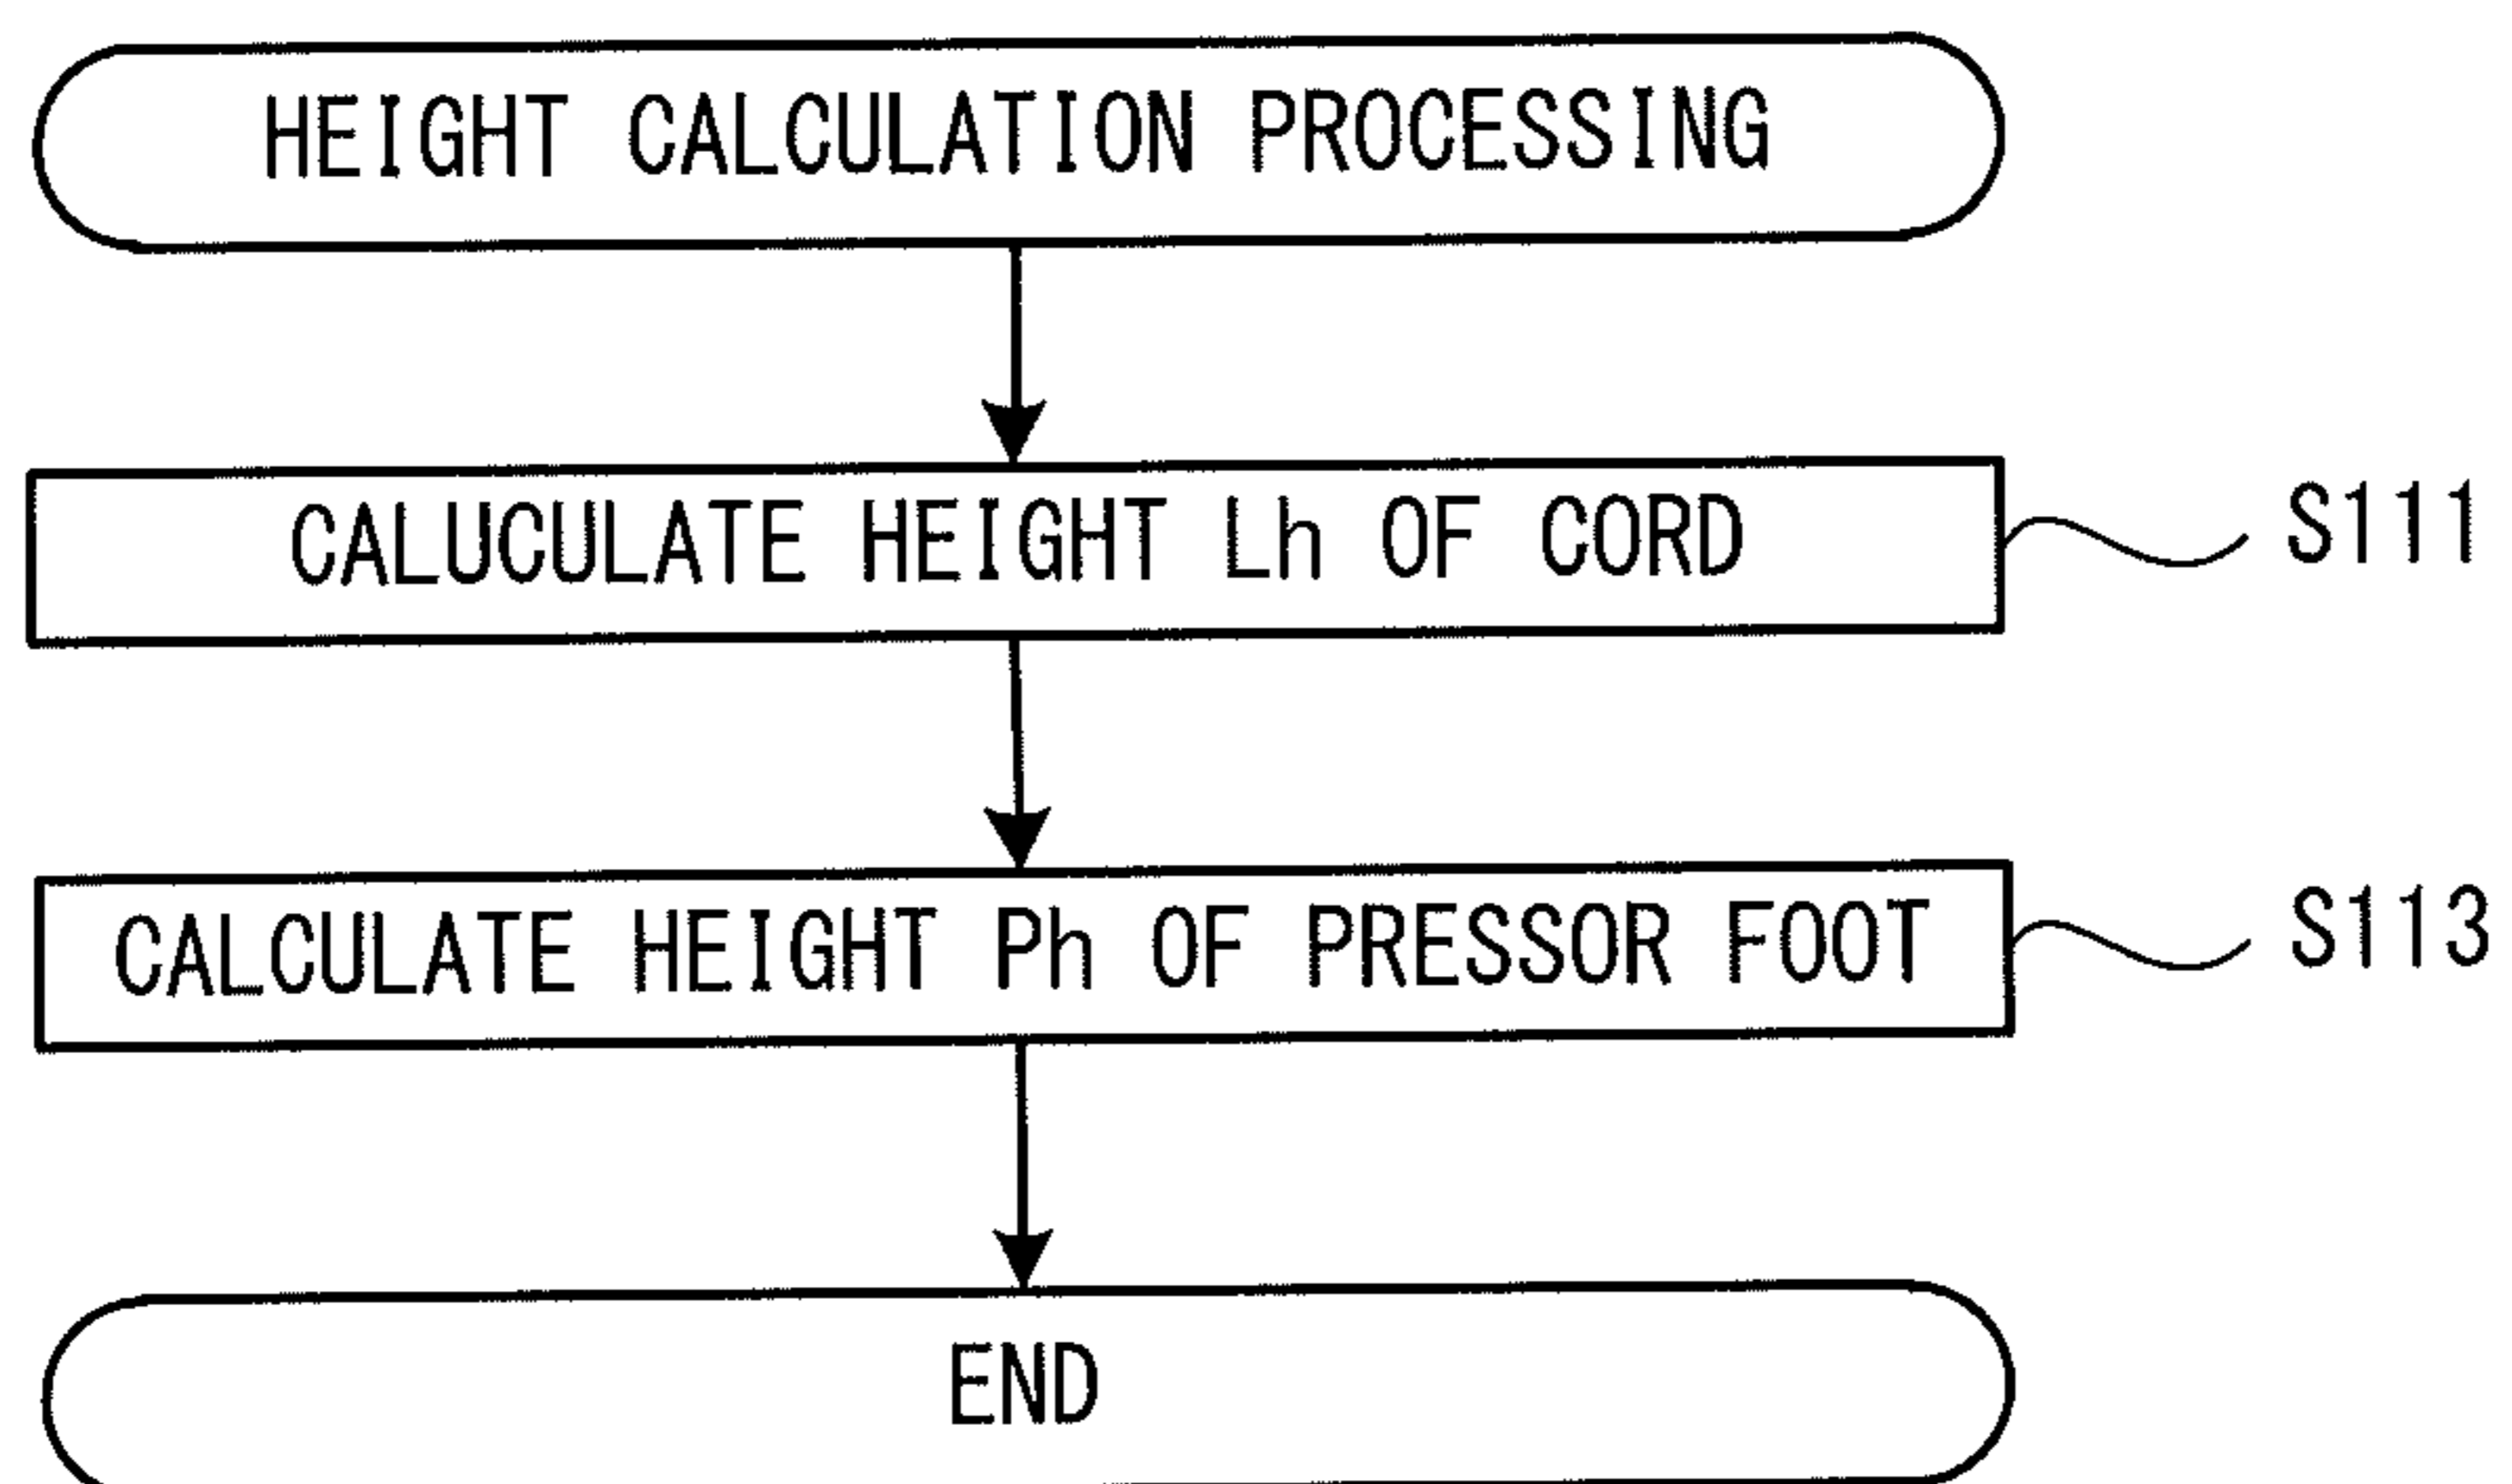 HEIGHT CALCULATION PROCESSING
CALUCULATE HEIGHT Lh OF CORD
S111
CALCULATE HEIGHT Ph OF PRESSOR FOOT
S113
END